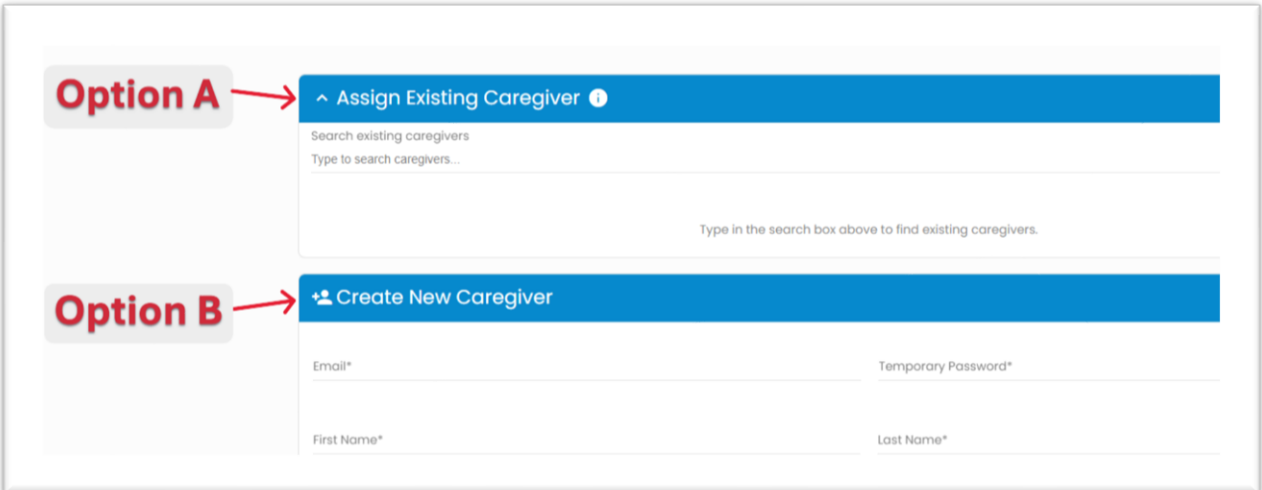 Option A
Assign Existing Caregiver
Search existing caregivers
Type to search caregivers...
Type in the search box above to find existing caregivers.
Option B
Create New Caregiver
Email*
Temporary Password*
First Name*
Last Name*